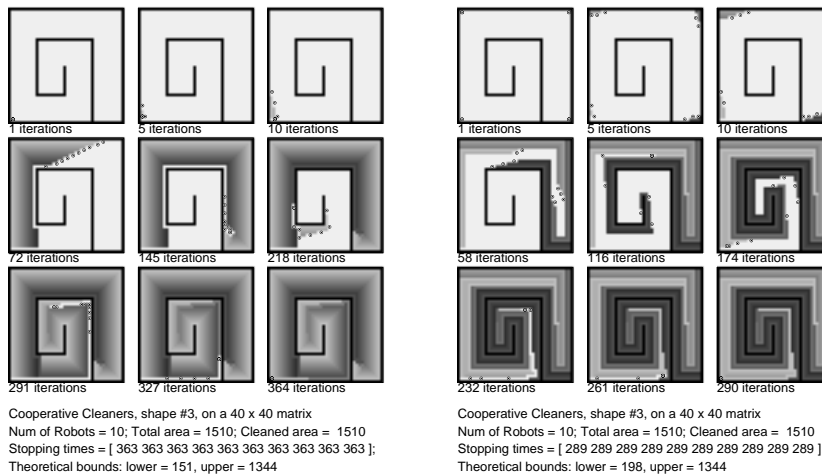 1 iterations
5 iterations
10 iterations
72 iterations
145 iterations
218 iterations
291 iterations
327 iterations
364 iterations
Cooperative Cleaners, shape #3, on a 40 x 40 matrix
Num of Robots = 10; Total area = 1510; Cleaned area = 1510
Stopping times = [ 363 363 363 363 363 363 363 363 363 363 ];
Theoretical bounds: lower = 151, upper = 1344
1 iterations
5 iterations
10 iterations
58 iterations
116 iterations
174 iterations
232 iterations
261 iterations
290 iterations
Cooperative Cleaners, shape #3, on a 40 x 40 matrix
Num of Robots = 10; Total area = 1510; Cleaned area = 1510
Stopping times = [ 289 289 289 289 289 289 289 289 289 289 ]
Theoretical bounds: lower = 198, upper = 1344